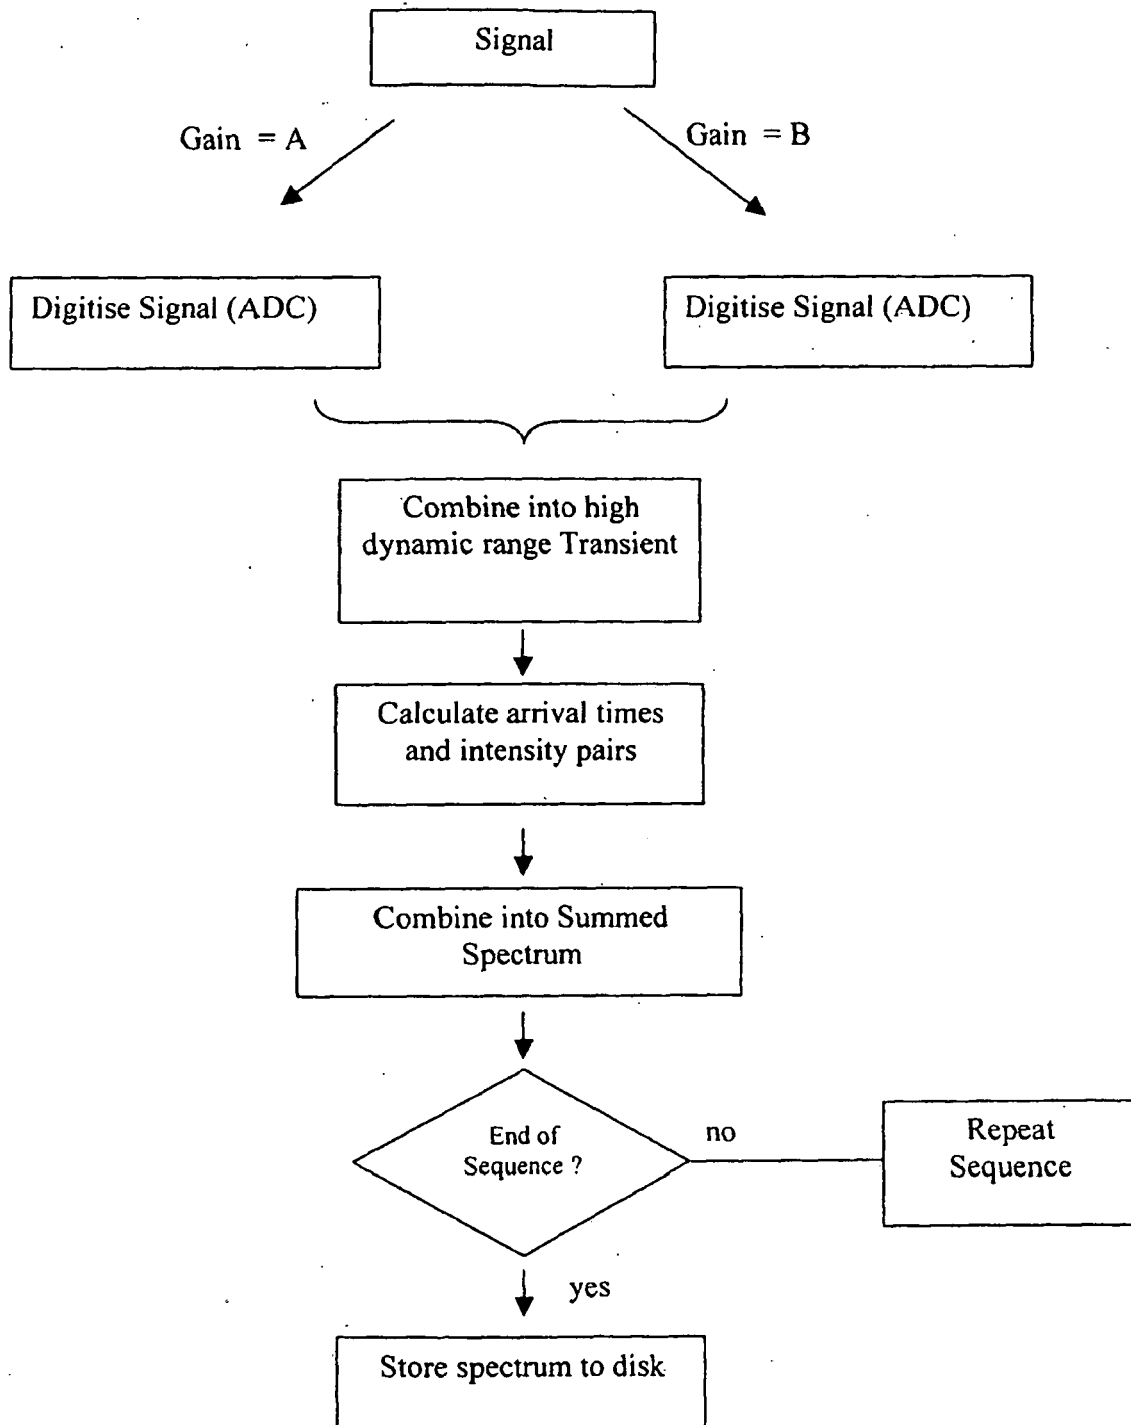 Signal
Gain = A
Gain = B
Digitise Signal (ADC)
Digitise Signal (ADC)
Combine into high
dynamic range Transient
Calculate arrival times
and intensity pairs
Combine into Summed
Spectrum
End of
Sequence ?
no
Repeat
Sequence
yes
Store spectrum to disk